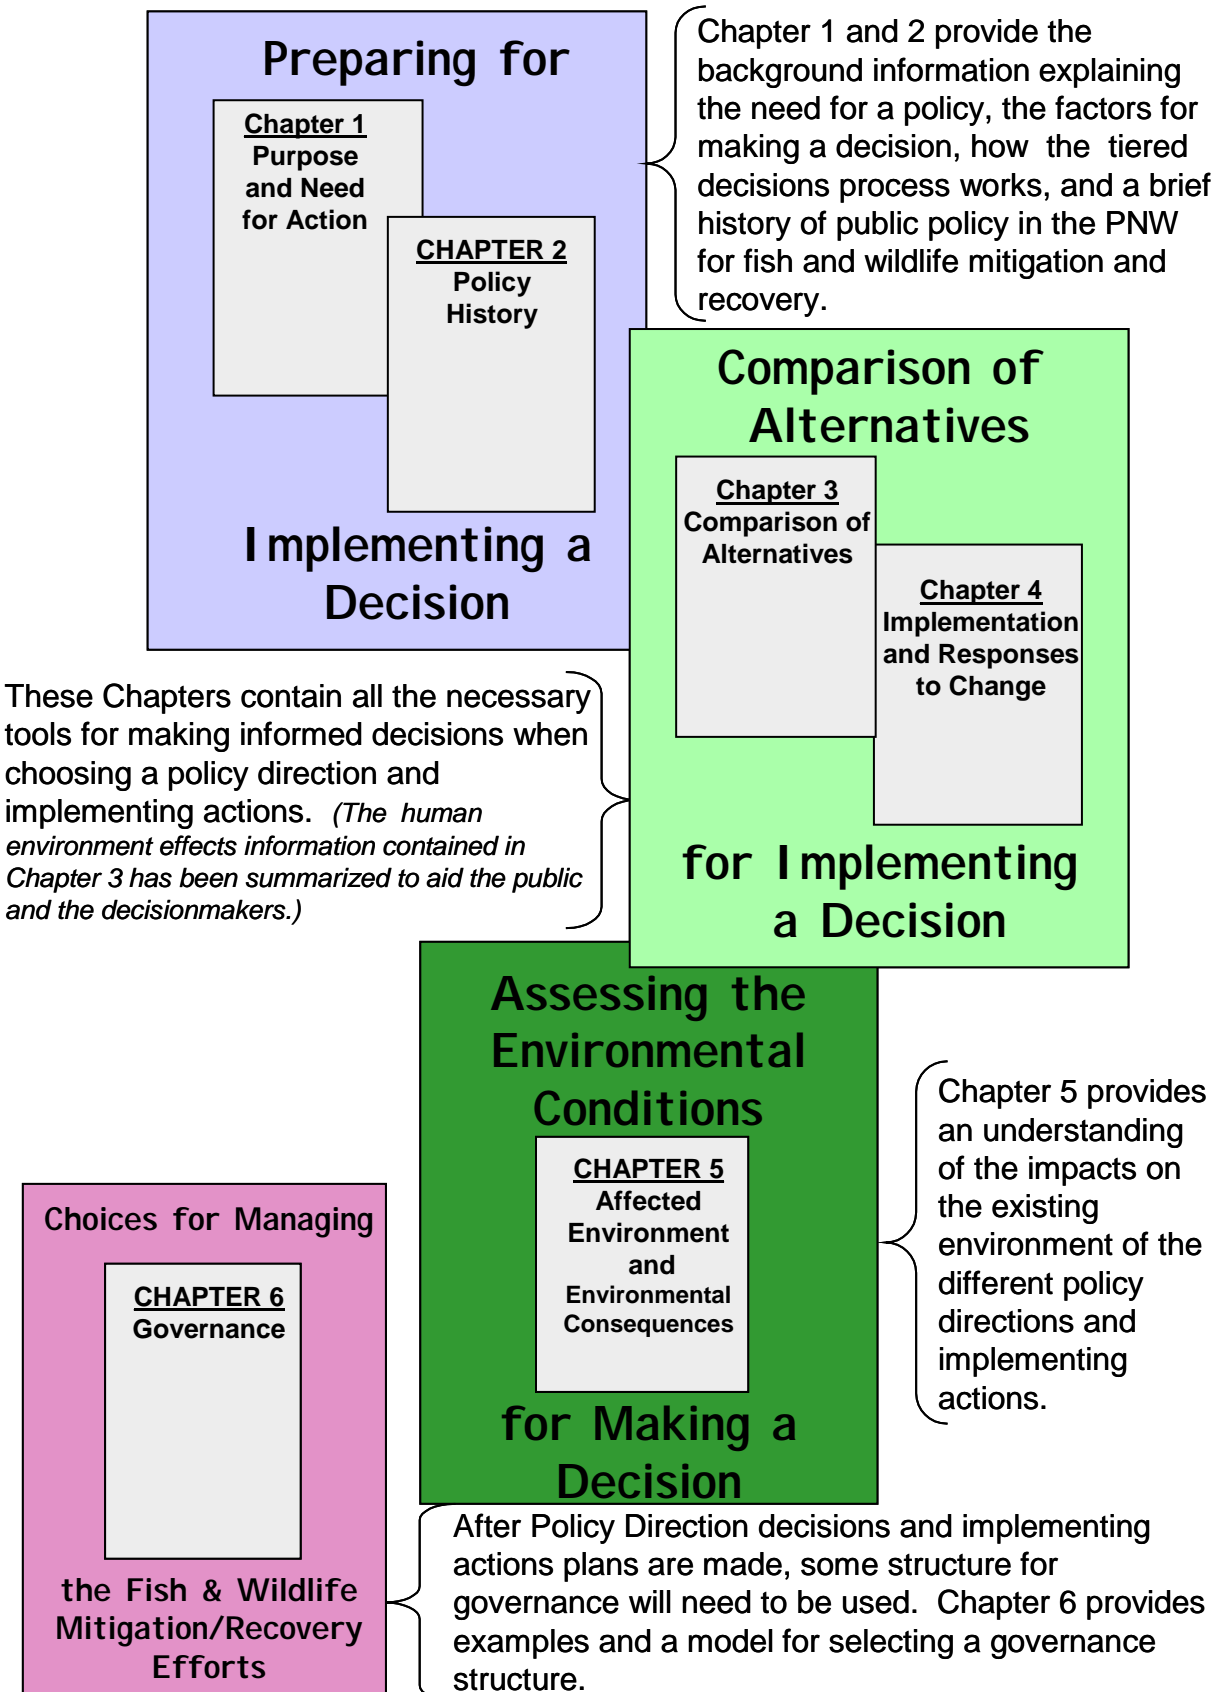 Preparing for
Chapter 1
Purpose
and Need
for Action
CHAPTER 2
Policy
History
Implementing a
Decision
Chapter 1 and 2 provide the
background information explaining
the need for a policy, the factors for
making a decision, how the tiered
decisions process works, and a brief
history of public policy in the PNW
for fish and wildlife mitigation and
recovery.
Comparison of
Alternatives
Chapter 3
Comparison of
Alternatives
Chapter 4
Implementation
and Responses
to Change
for Implementing
a Decision
These Chapters contain all the necessary
tools for making informed decisions when
choosing a policy direction and
implementing actions. (The human
environment effects information contained in
Chapter 3 has been summarized to aid the public
and the decisionmakers.)
Assessing the
Environmental
Conditions
CHAPTER 5
Affected
Environment
and
Environmental
Consequences
for Making a
Decision
Chapter 5 provides
an understanding
of the impacts on
the existing
environment of the
different policy
directions and
implementing
actions.
Choices for Managing
CHAPTER 6
Governance
the Fish & Wildlife
Mitigation/Recovery
Efforts
After Policy Direction decisions and implementing
actions plans are made, some structure for
governance will need to be used. Chapter 6 provides
examples and a model for selecting a governance
structure.